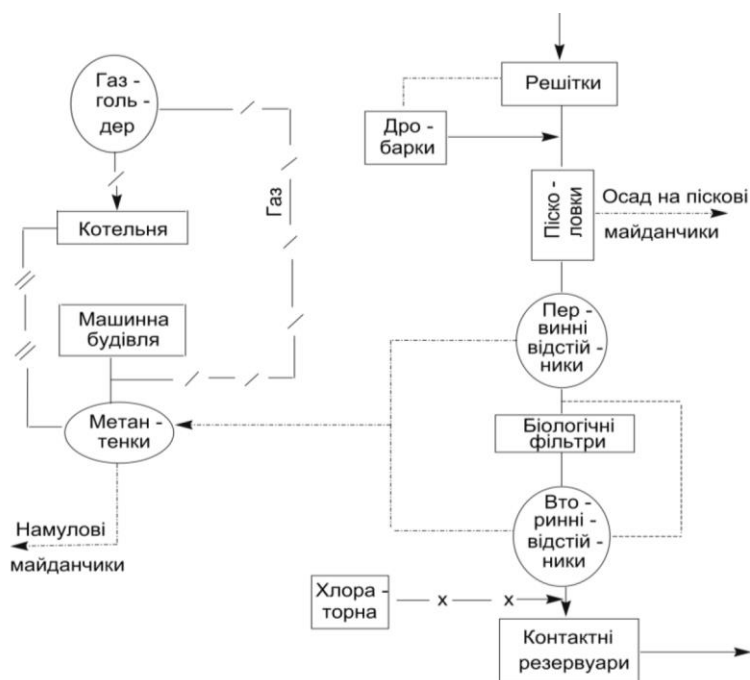 Газ -
голь -
дер
Решітки
Дро -
барки
Піско -
ловки
Осад на піскові
майданчики
Газ
Котельня
Машинна
будівля
Пер -
винні
відстій -
ники
Метан -
тенки
Біологічні
фільтри
Вто -
ринні -
відстій -
ники
Намулові
майданчики
Хлора -
торна
x x
Контактні
резервуари